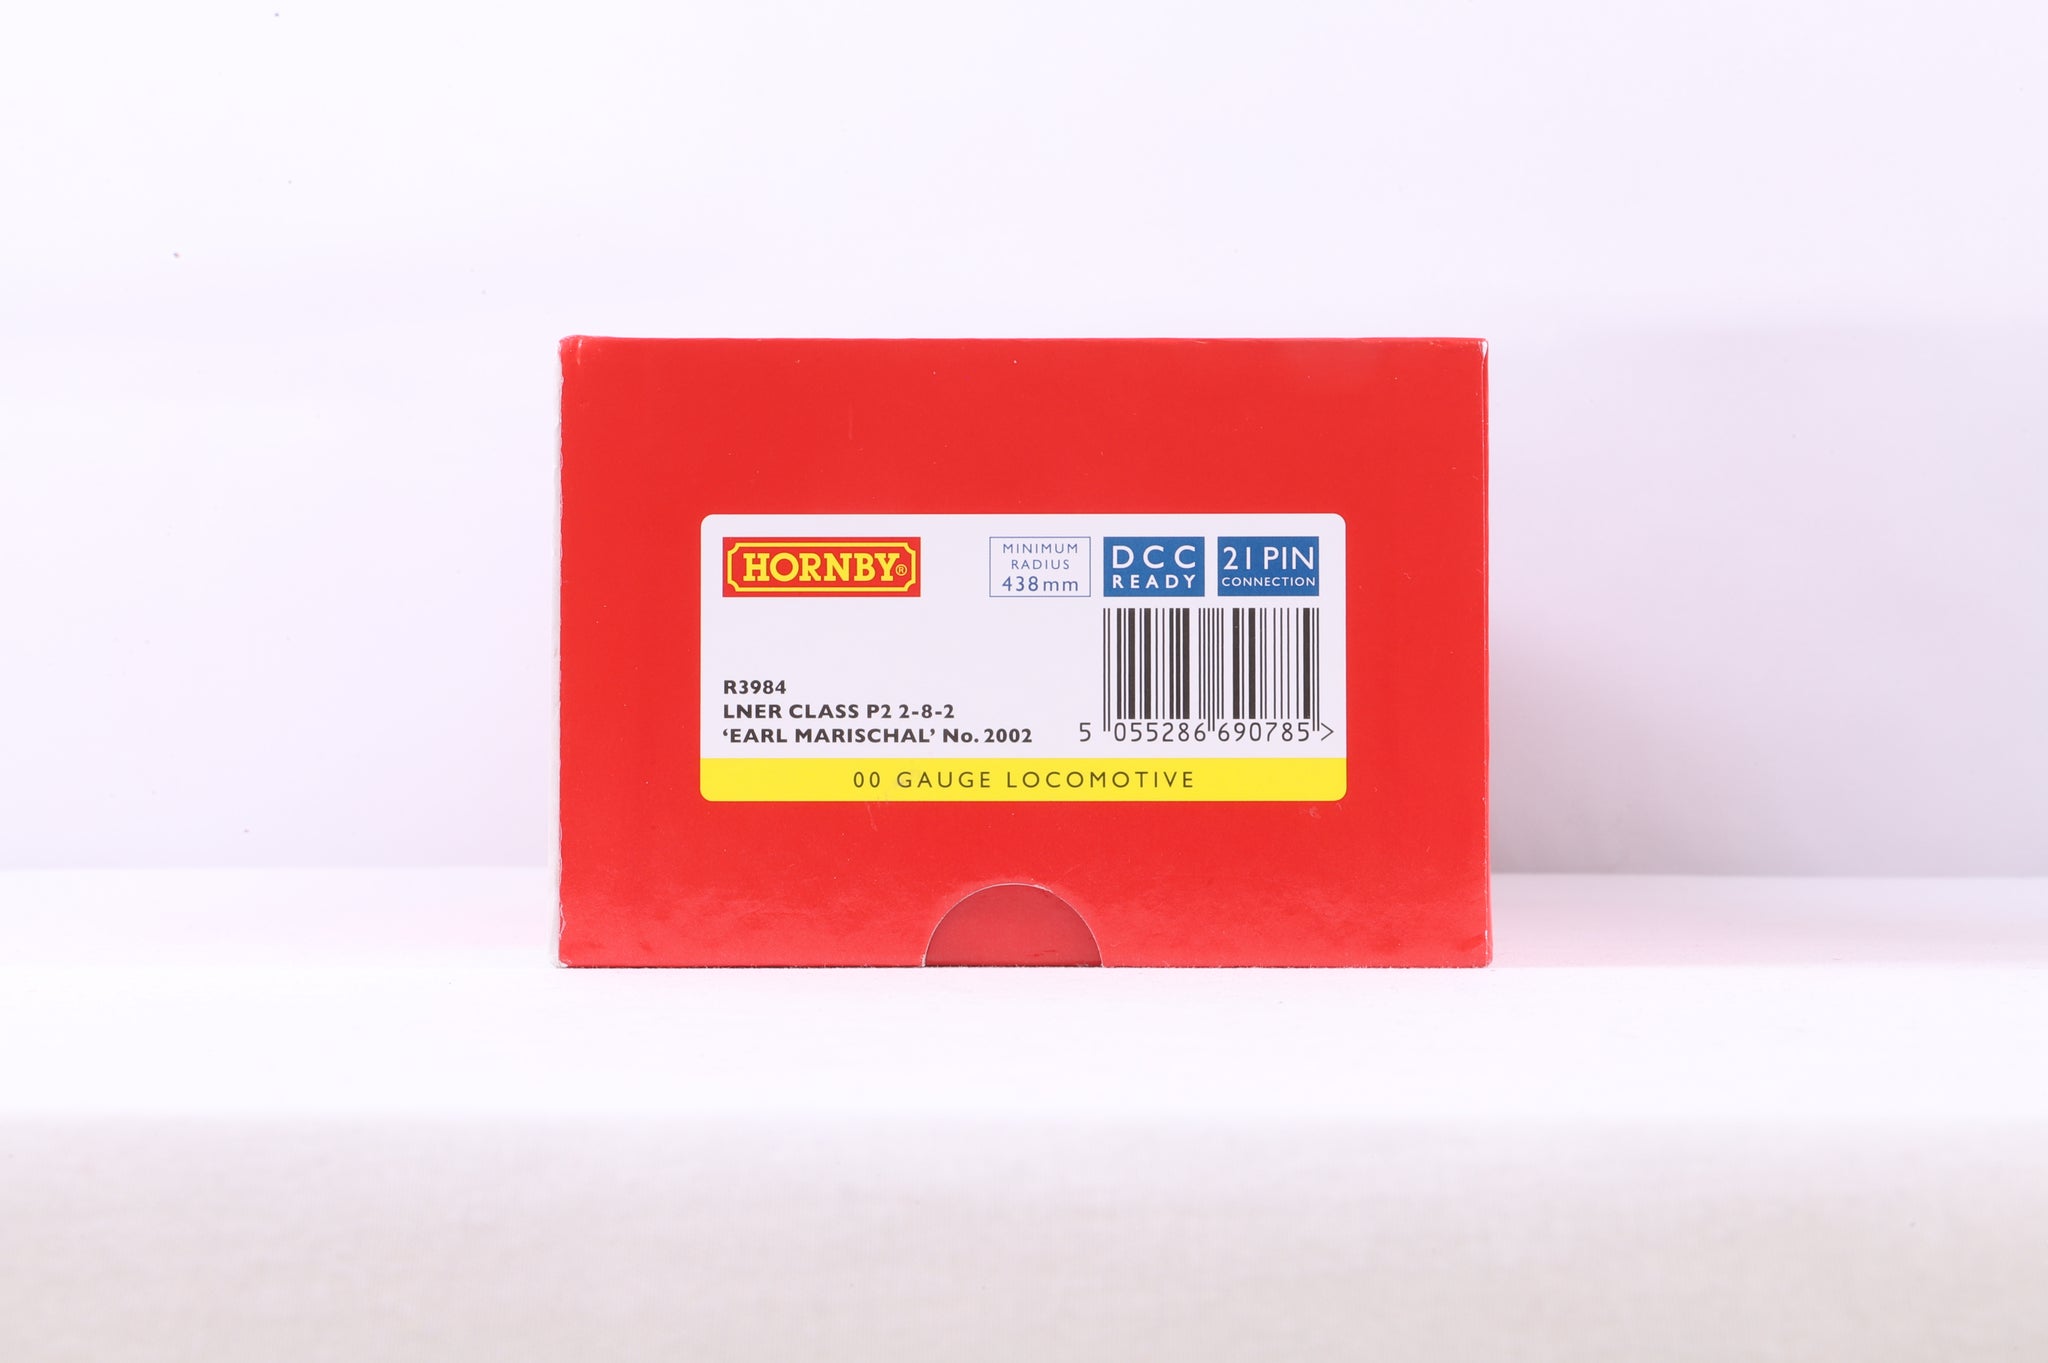 HORNBY®
MINIMUM
RADIUS
438mm
DCC
READY
21 PIN
CONNECTION
R3984
LNER CLASS P2 2-8-2
‘EARL MARISCHAL’ No. 2002
5 055286 690785 >
00 GAUGE LOCOMOTIVE